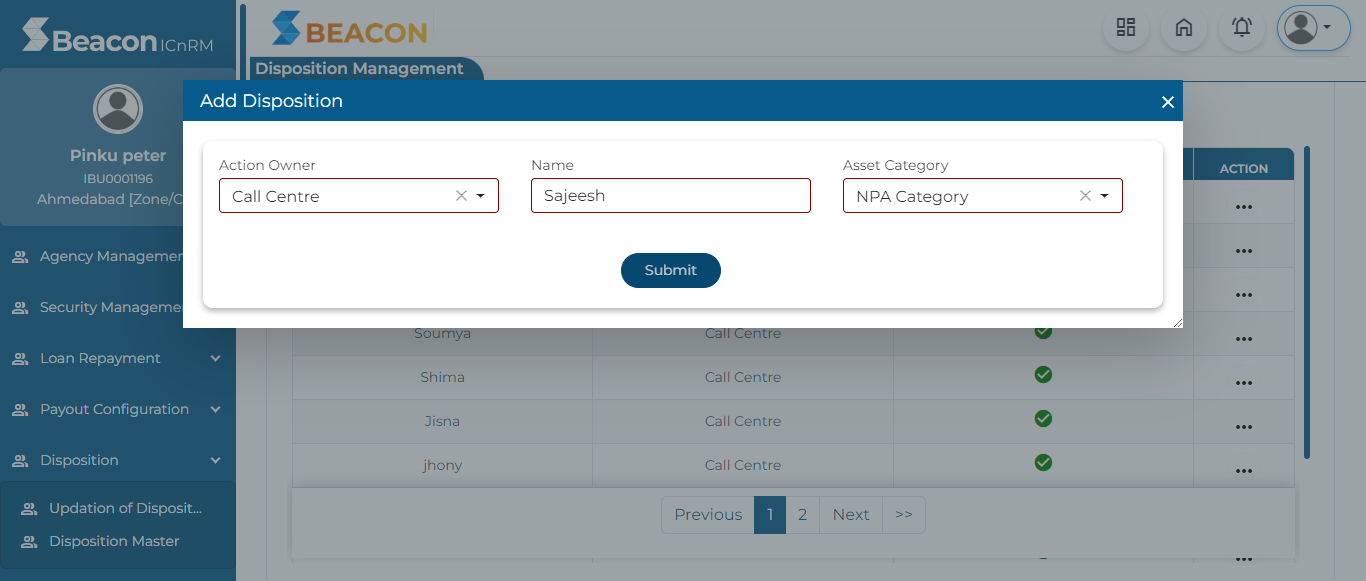 Beacon ICnRM
BEACON
Disposition Management
Pinku peter
IBU0001196
Ahmedabad [Zone/C
Agency Managemen
Security Managemen
Loan Repayment
Payout Configuration
Disposition
Updation of Disposit...
Disposition Master
Add Disposition
Action Owner Name Asset Category
Call Centre Sajeesh NPA Category
Submit
ACTION
Soumya Call Centre
Shima Call Centre
Jisna Call Centre
jhony Call Centre
Previous 1 2 Next >>